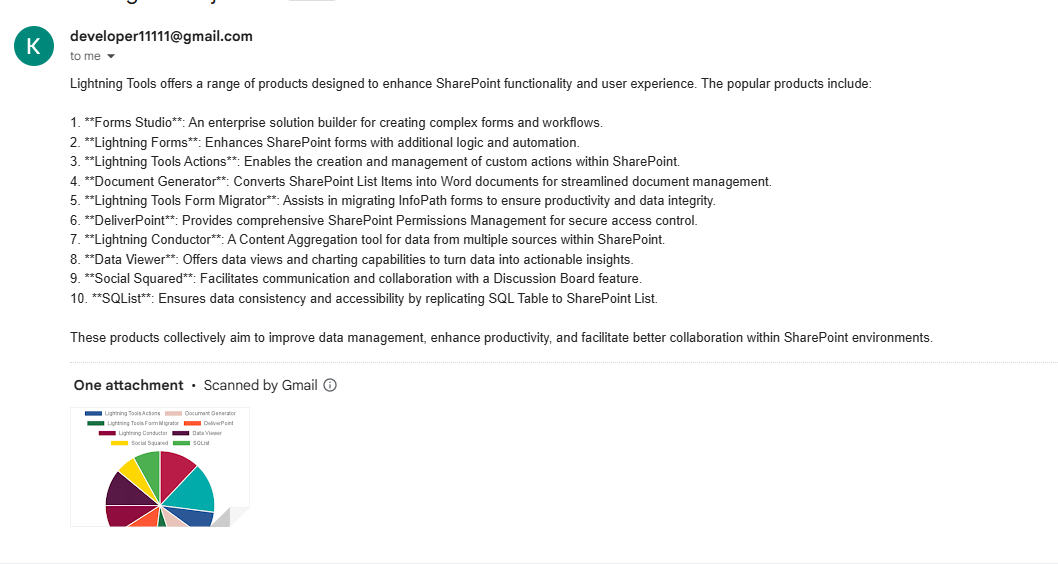 K
developer11111@gmail.com
to me
Lightning Tools offers a range of products designed to enhance SharePoint functionality and user experience. The popular products include:
1. **Forms Studio**: An enterprise solution builder for creating complex forms and workflows.
2. **Lightning Forms**: Enhances SharePoint forms with additional logic and automation.
3. **Lightning Tools Actions**: Enables the creation and management of custom actions within SharePoint.
4. **Document Generator**: Converts SharePoint List Items into Word documents for streamlined document management.
5. **Lightning Tools Form Migrator**: Assists in migrating InfoPath forms to ensure productivity and data integrity.
6. **DeliverPoint**: Provides comprehensive SharePoint Permissions Management for secure access control.
7. **Lightning Conductor**: A Content Aggregation tool for data from multiple sources within SharePoint.
8. **Data Viewer**: Offers data views and charting capabilities to turn data into actionable insights.
9. **Social Squared**: Facilitates communication and collaboration with a Discussion Board feature.
10. **SQList**: Ensures data consistency and accessibility by replicating SQL Table to SharePoint List.
These products collectively aim to improve data management, enhance productivity, and facilitate better collaboration within SharePoint environments.
One attachment • Scanned by Gmail
Lightning Tools Actions Document Generator
Lightning Tools Form Migrator DeliverPoint
Lightning Conductor Data Viewer
Social Squared SQList